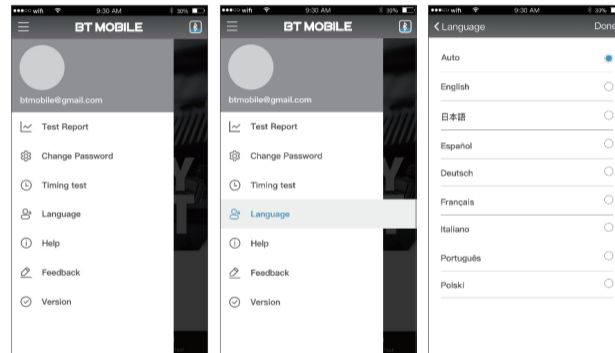 wifi 9:30 AM 30%
BT MOBILE
btmobile@gmail.com
Test Report
Change Password
Timing test
Language
Help
Feedback
Version
wifi 9:30 AM 30%
BT MOBILE
btmobile@gmail.com
Test Report
Change Password
Timing test
Language
Help
Feedback
Version
wifi 9:30 AM 30%
Language Done
Auto
English
日本語
Español
Deutsch
Français
Italiano
Português
Polski